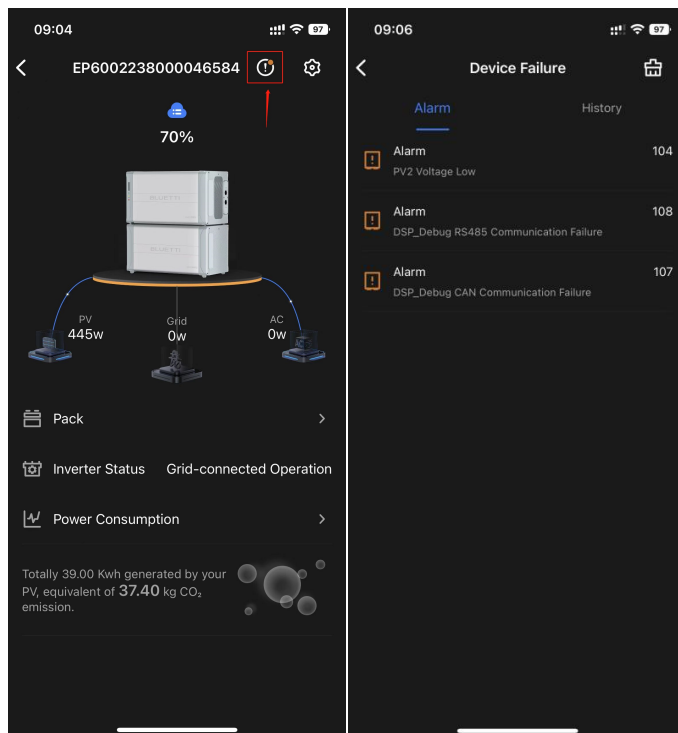 09:04
97
EP6002238000046584
70%
BLUETTI
BLUETTI
PV
445w
Grid
0w
AC
0w
AC
Pack
Inverter Status
Grid-connected Operation
Power Consumption
Totally 39.00 Kwh generated by your
PV, equivalent of 37.40 kg CO₂
emission.
09:06
97
Device Failure
Alarm
History
Alarm
104
PV2 Voltage Low
Alarm
108
DSP_Debug RS485 Communication Failure
Alarm
107
DSP_Debug CAN Communication Failure